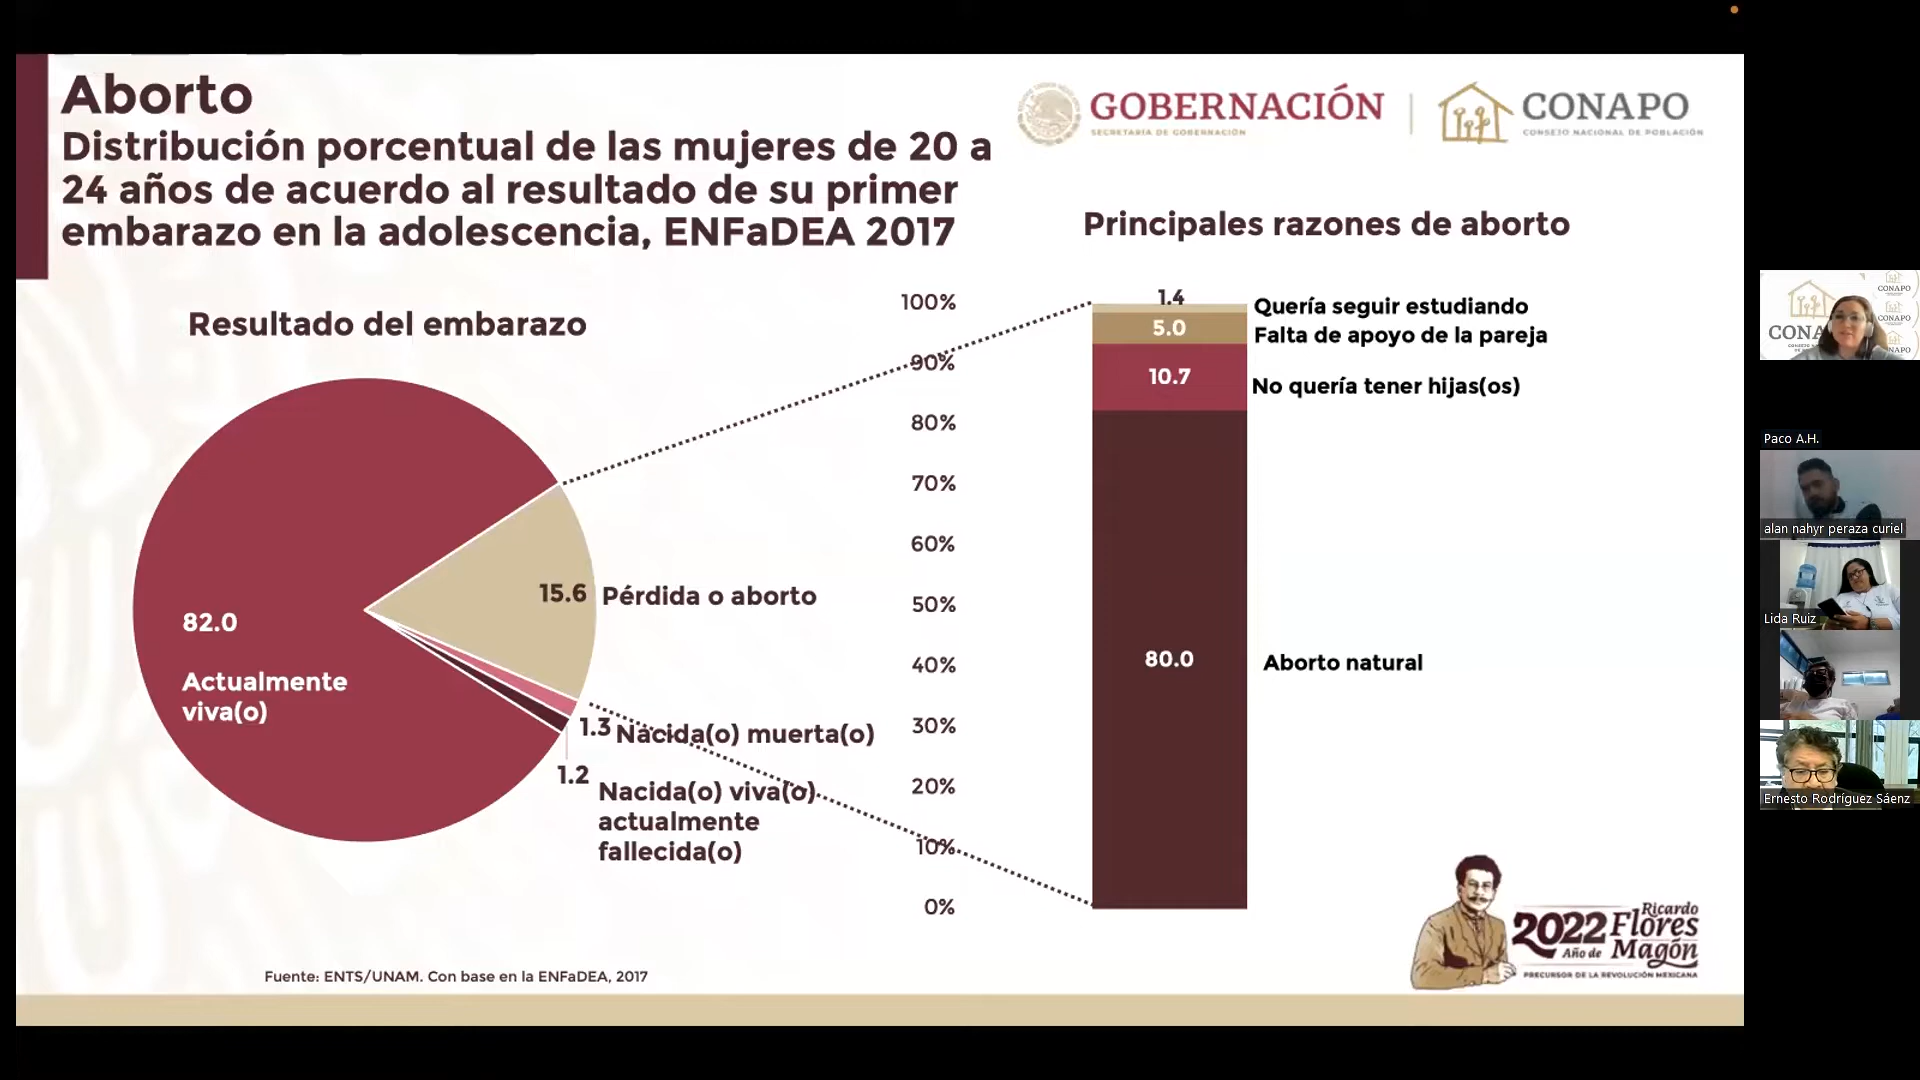 Aborto
Distribución porcentual de las mujeres de 20 a
24 años de acuerdo al resultado de su primer
embarazo en la adolescencia, ENFaDEA 2017
GOBERNACIÓN
SECRETARÍA DE GOBERNACIÓN
CONAPO
CONSEJO NACIONAL DE POBLACIÓN
Resultado del embarazo
82.0
Actualmente
viva(o)
15.6 Pérdida o aborto
1.3 Nacida(o) muerta(o)
1.2
Nacida(o) viva(o)
actualmente
fallecida(o)
Principales razones de aborto
100%
90%
80%
70%
60%
50%
40%
30%
20%
10%
0%
1.4 Quería seguir estudiando
5.0 Falta de apoyo de la pareja
10.7 No quería tener hijas(os)
80.0 Aborto natural
Fuente: ENTS/UNAM. Con base en la ENFaDEA, 2017
2022 Ricardo
Flores
Año de Magón
PRECURSOR DE LA REVOLUCIÓN MEXICANA
CONAPO
CONAPO
Paco A.H.
alan nahyr peraza curiel
Lida Ruiz
Ernesto Rodríguez Sáenz